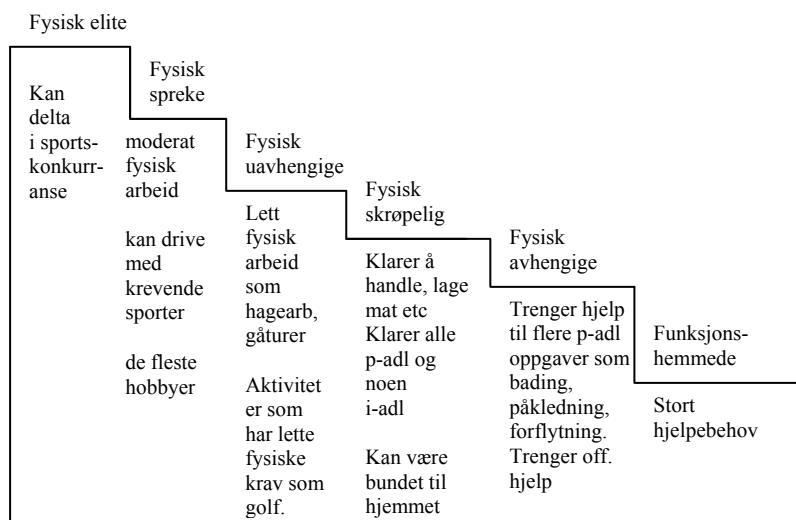 Fysisk elite
Kan
delta
i sports-
konkurr-
anse
Fysisk
spreke
moderat
fysisk
arbeid
kan drive
med
krevende
sporter
de fleste
hobbyer
Fysisk
uavhengige
Lett
fysisk
arbeid
som
hagearb,
gåturer
Aktivitet
er som
har lette
fysiske
krav som
golf.
Fysisk
skrøpelig
Klarer å
handle, lage
mat etc
Klarer alle
p-adl og
noen
i-adl
Kan være
bundet til
hjemmet
Fysisk
avhengige
Trenger hjelp
til flere p-adl
oppgaver som
bading,
påkledning,
forflytning.
Trenger off.
hjelp
Funksjons-
hemmede
Stort
hjelpebehov